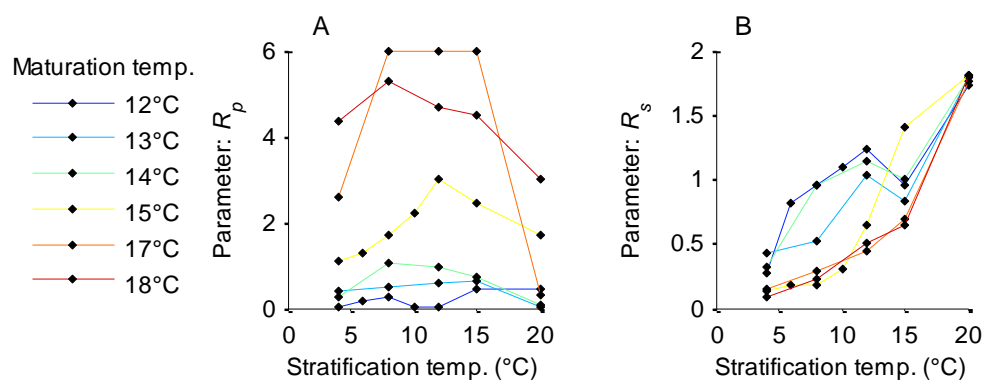 Maturation temp.
12°C
13°C
14°C
15°C
17°C
18°C
A
Parameter: Rp
6
4
2
0
0 5 10 15 20
Stratification temp. (°C)
B
Parameter: Rs
2
1.5
1
0.5
0
0 5 10 15 20
Stratification temp. (°C)